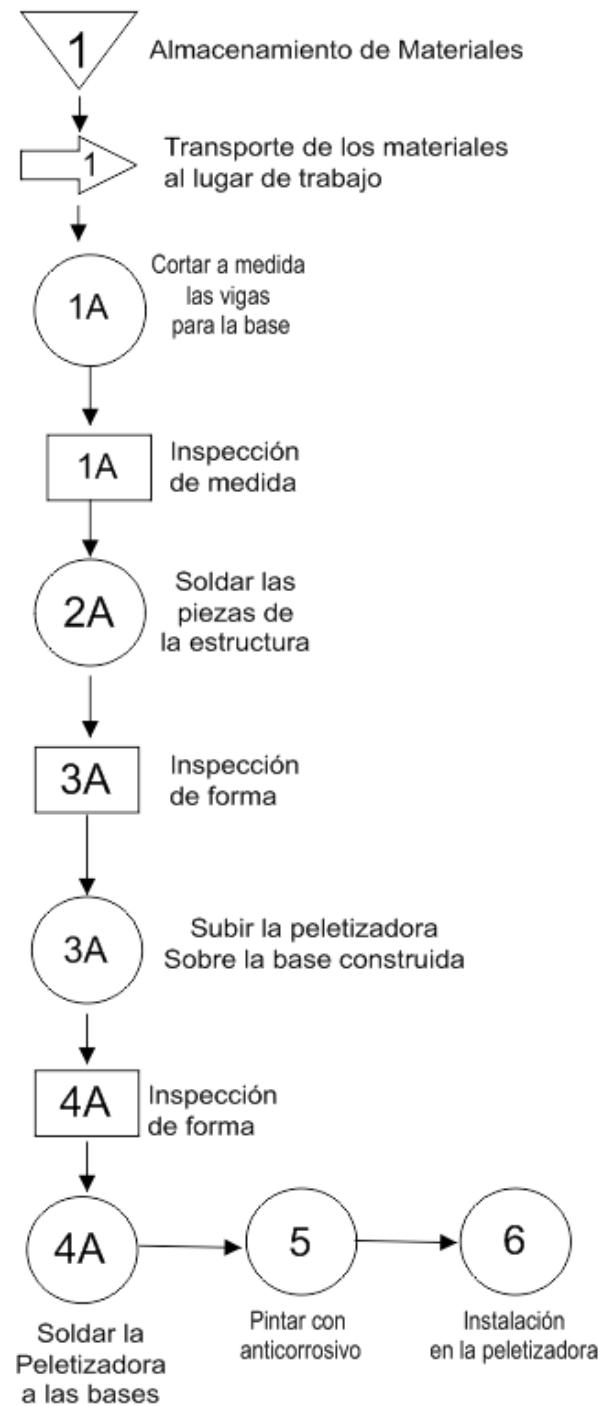 1
Almacenamiento de Materiales
1
Transporte de los materiales
al lugar de trabajo
1A
Cortar a medida
las vigas
para la base
1A
Inspección
de medida
2A
Soldar las
piezas de
la estructura
3A
Inspección
de forma
3A
Subir la peletizadora
Sobre la base construida
4A
Inspección
de forma
4A
Soldar la
Peletizadora
a las bases
5
Pintar con
anticorrosivo
6
Instalación
en la peletizadora